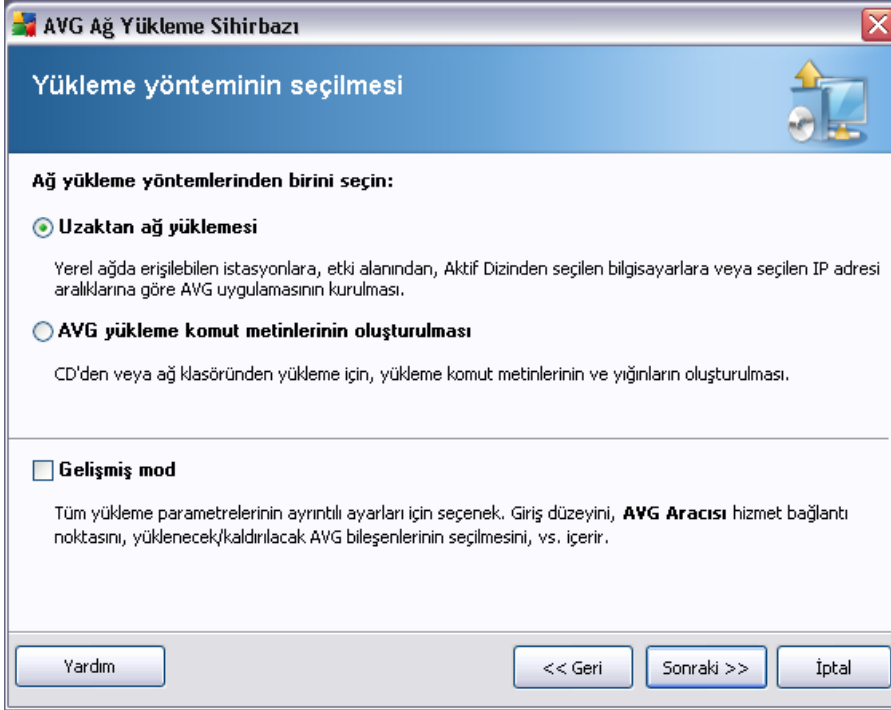 AVG Ağ Yükleme Sihirbazı
Yükleme yönteminin seçilmesi
Ağ yükleme yöntemlerinden birini seçin:
Uzaktan ağ yüklemesi
Yerel ağda erişilebilen istasyonlara, etki alanından, Aktif Dizinden seçilen bilgisayarlara veya seçilen IP adresi
aralıklarına göre AVG uygulamasının kurulması.
AVG yükleme komut metinlerinin oluşturulması
CD'den veya ağ klasöründen yükleme için, yükleme komut metinlerinin ve yığınların oluşturulması.
Gelişmiş mod
Tüm yükleme parametrelerinin ayrıntılı ayarları için seçenek. Giriş düzeyini, AVG Aracısı hizmet bağlantı
noktasını, yüklenecek/kaldırılacak AVG bileşenlerinin seçilmesini, vs. içerir.
Yardım
<< Geri
Sonraki >>
İptal